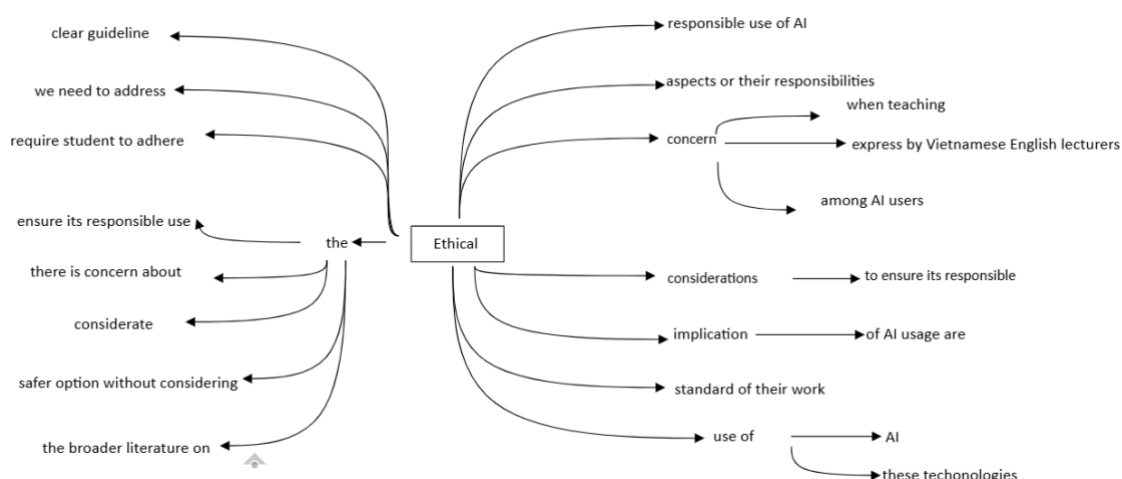 clear guideline
we need to address
require student to adhere
ensure its responsible use
the
there is concern about
considerate
safer option without considering
the broader literature on
Ethical
responsible use of AI
aspects or their responsibilities
concern
when teaching
express by Vietnamese English lecturers
among AI users
considerations
to ensure its responsible
implication
of AI usage are
standard of their work
use of
AI
these techonologies